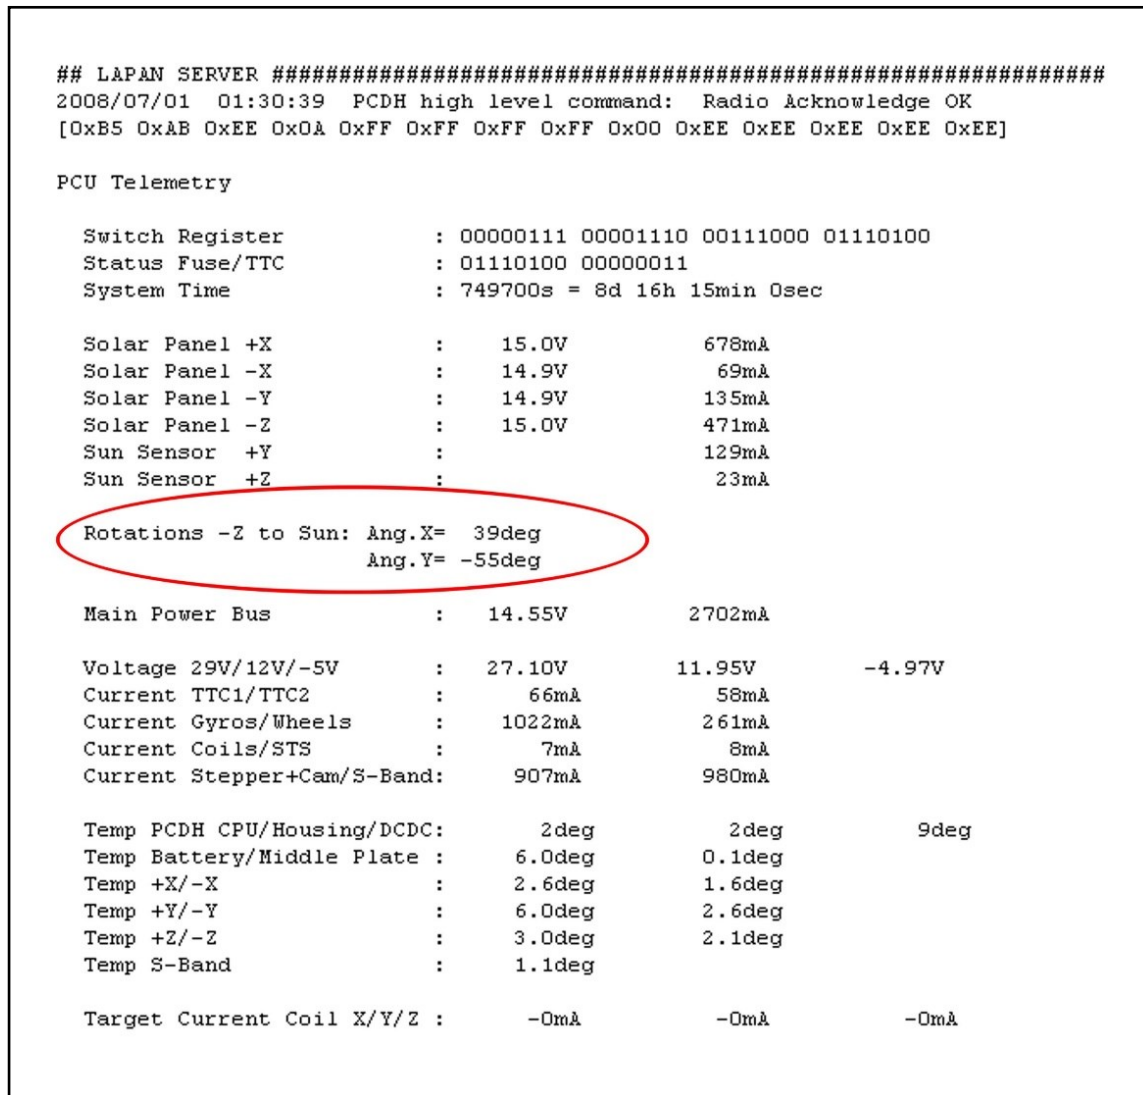 ## LAPAN SERVER ##############################################################
2008/07/01  01:30:39  PCDH high level command:  Radio Acknowledge OK
[0xB5 0xAB 0xEE 0x0A 0xFF 0xFF 0xFF 0xFF 0x00 0xEE 0xEE 0xEE 0xEE 0xEE]
PCU Telemetry
Switch Register : 00000111 00001110 00111000 01110100
Status Fuse/TTC : 01110100 00000011
System Time : 749700s = 8d 16h 15min 0sec
Solar Panel +X : 15.0V 678mA
Solar Panel -X : 14.9V 69mA
Solar Panel -Y : 14.9V 135mA
Solar Panel -Z : 15.0V 471mA
Sun Sensor +Y : 129mA
Sun Sensor +Z : 23mA
Rotations -Z to Sun: Ang.X= 39deg
Ang.Y= -55deg
Main Power Bus : 14.55V 2702mA
Voltage 29V/12V/-5V : 27.10V 11.95V -4.97V
Current TTC1/TTC2 : 66mA 58mA
Current Gyros/Wheels : 1022mA 261mA
Current Coils/STS : 7mA 8mA
Current Stepper+Cam/S-Band: 907mA 980mA
Temp PCDH CPU/Housing/DCDC: 2deg 2deg 9deg
Temp Battery/Middle Plate : 6.0deg 0.1deg
Temp +X/-X : 2.6deg 1.6deg
Temp +Y/-Y : 6.0deg 2.6deg
Temp +Z/-Z : 3.0deg 2.1deg
Temp S-Band : 1.1deg
Target Current Coil X/Y/Z : -0mA -0mA -0mA